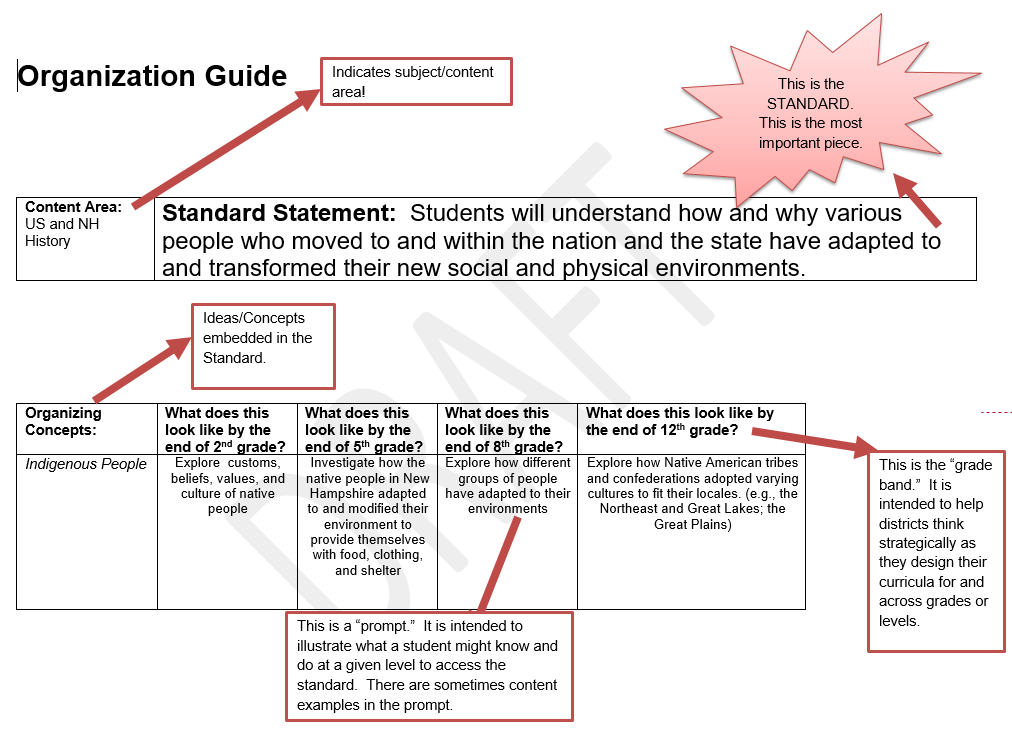 Organization Guide
Indicates subject/content
area!
This is the
STANDARD.
This is the most
important piece.
Content Area:
US and NH
History
Standard Statement:  Students will understand how and why various
people who moved to and within the nation and the state have adapted to
and transformed their new social and physical environments.
Ideas/Concepts
embedded in the
Standard.
Organizing
Concepts:
What does this
look like by the
end of 2nd grade?
What does this
look like by the
end of 5th grade?
What does this
look like by the
end of 8th grade?
What does this look like by
the end of 12th grade?
Indigenous People
Explore customs,
beliefs, values, and
culture of native
people
Investigate how the
native people in New
Hampshire adapted
to and modified their
environment to
provide themselves
with food, clothing,
and shelter
Explore how different
groups of people
have adapted to their
environments
Explore how Native American tribes
and confederations adopted varying
cultures to fit their locales. (e.g., the
Northeast and Great Lakes; the
Great Plains)
This is the “grade
band.”  It is
intended to help
districts think
strategically as
they design their
curricula for and
across grades or
levels.
This is a “prompt.”  It is intended to
illustrate what a student might know and
do at a given level to access the
standard.  There are sometimes content
examples in the prompt.
DRAFT